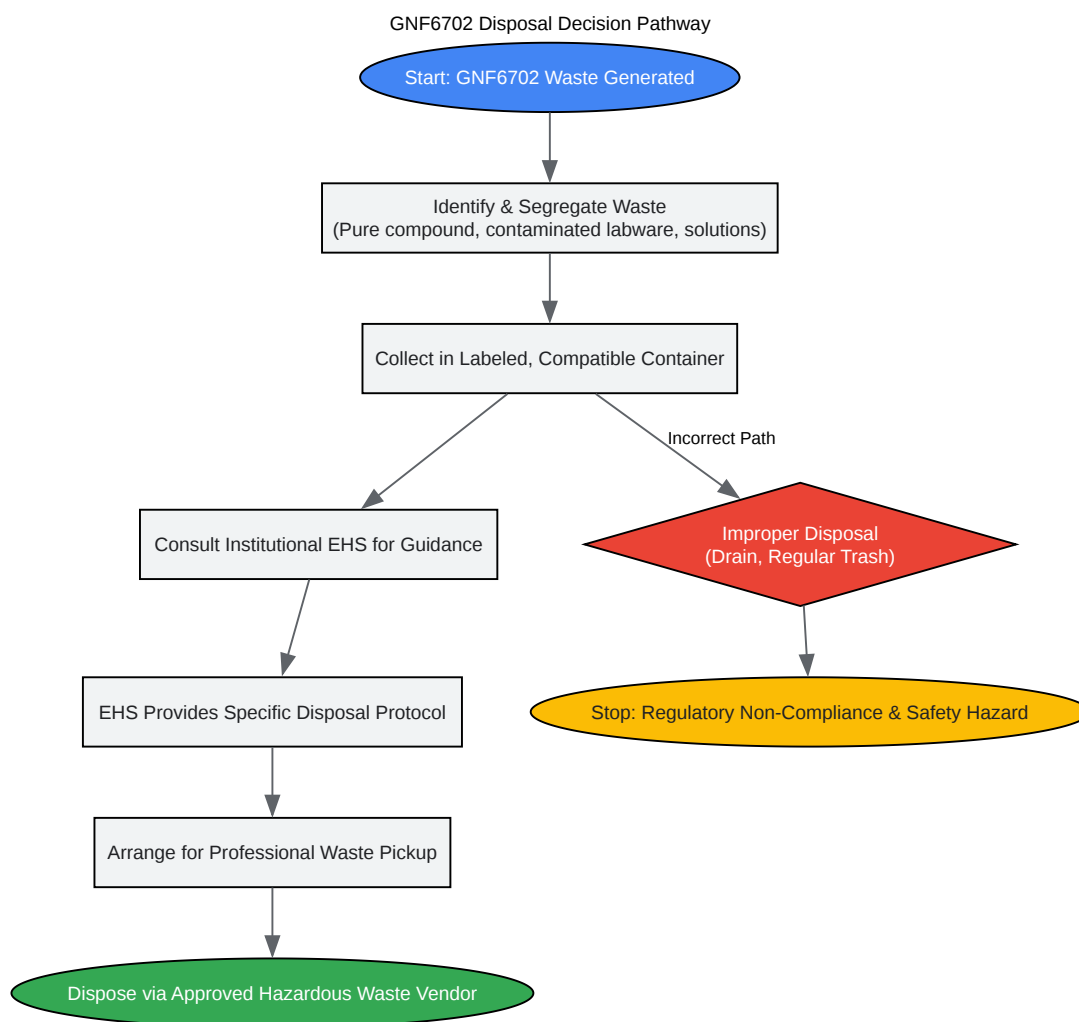 GNF6702 Disposal Decision Pathway
Start: GNF6702 Waste Generated
Identify & Segregate Waste
(Pure compound, contaminated labware, solutions)
Collect in Labeled, Compatible Container
Incorrect Path
Consult Institutional EHS for Guidance
Improper Disposal
(Drain, Regular Trash)
EHS Provides Specific Disposal Protocol
Stop: Regulatory Non-Compliance & Safety Hazard
Arrange for Professional Waste Pickup
Dispose via Approved Hazardous Waste Vendor